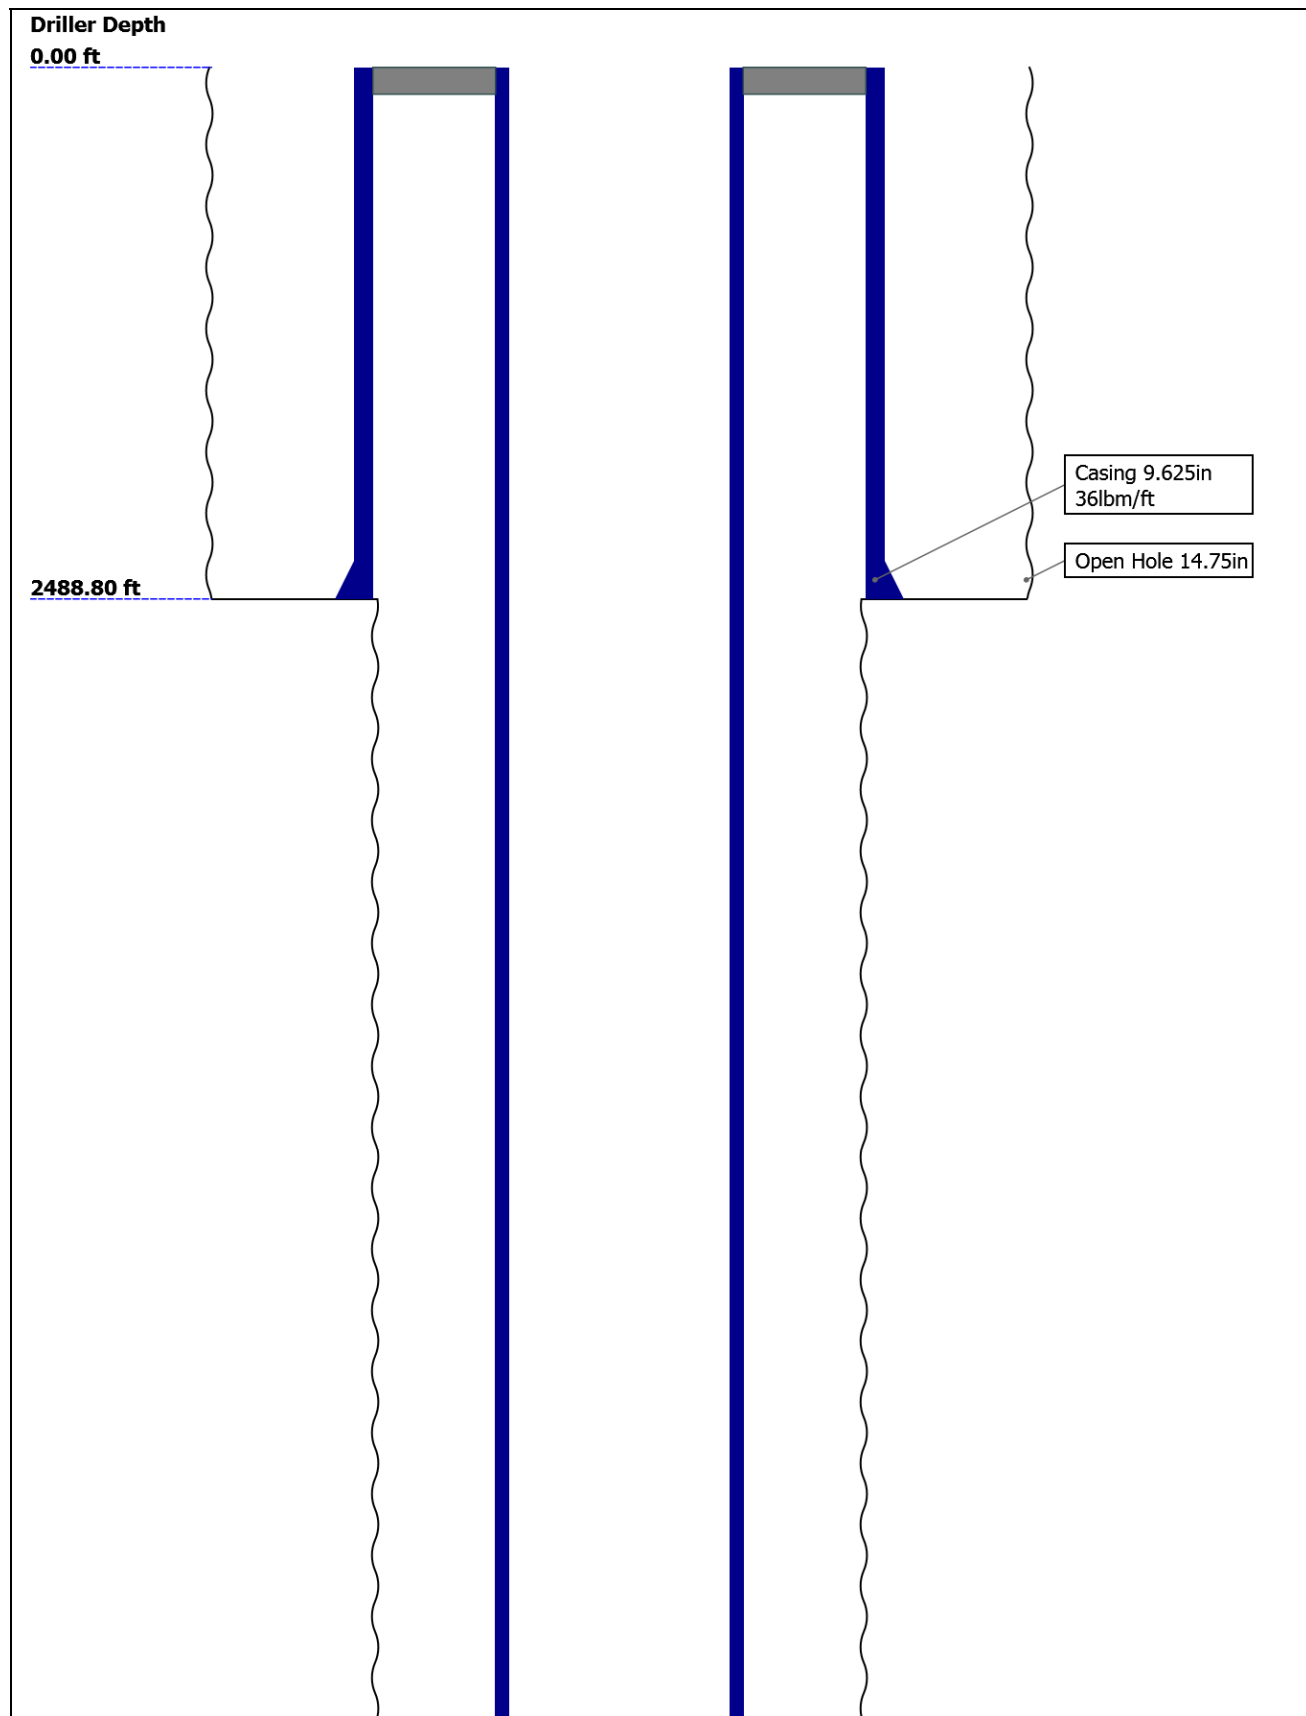 Driller Depth
0.00 ft
Casing 9.625in
36lbm/ft
Open Hole 14.75in
2488.80 ft